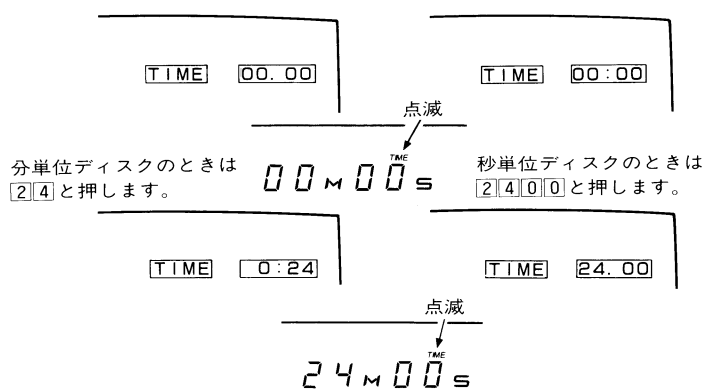 TIME 00. 00
TIME 00:00
点滅
TIME
00M00S
分単位ディスクのときは
24と押します。
秒単位ディスクのときは
2400と押します。
TIME 0:24
TIME 24. 00
点滅
TIME
24M00S